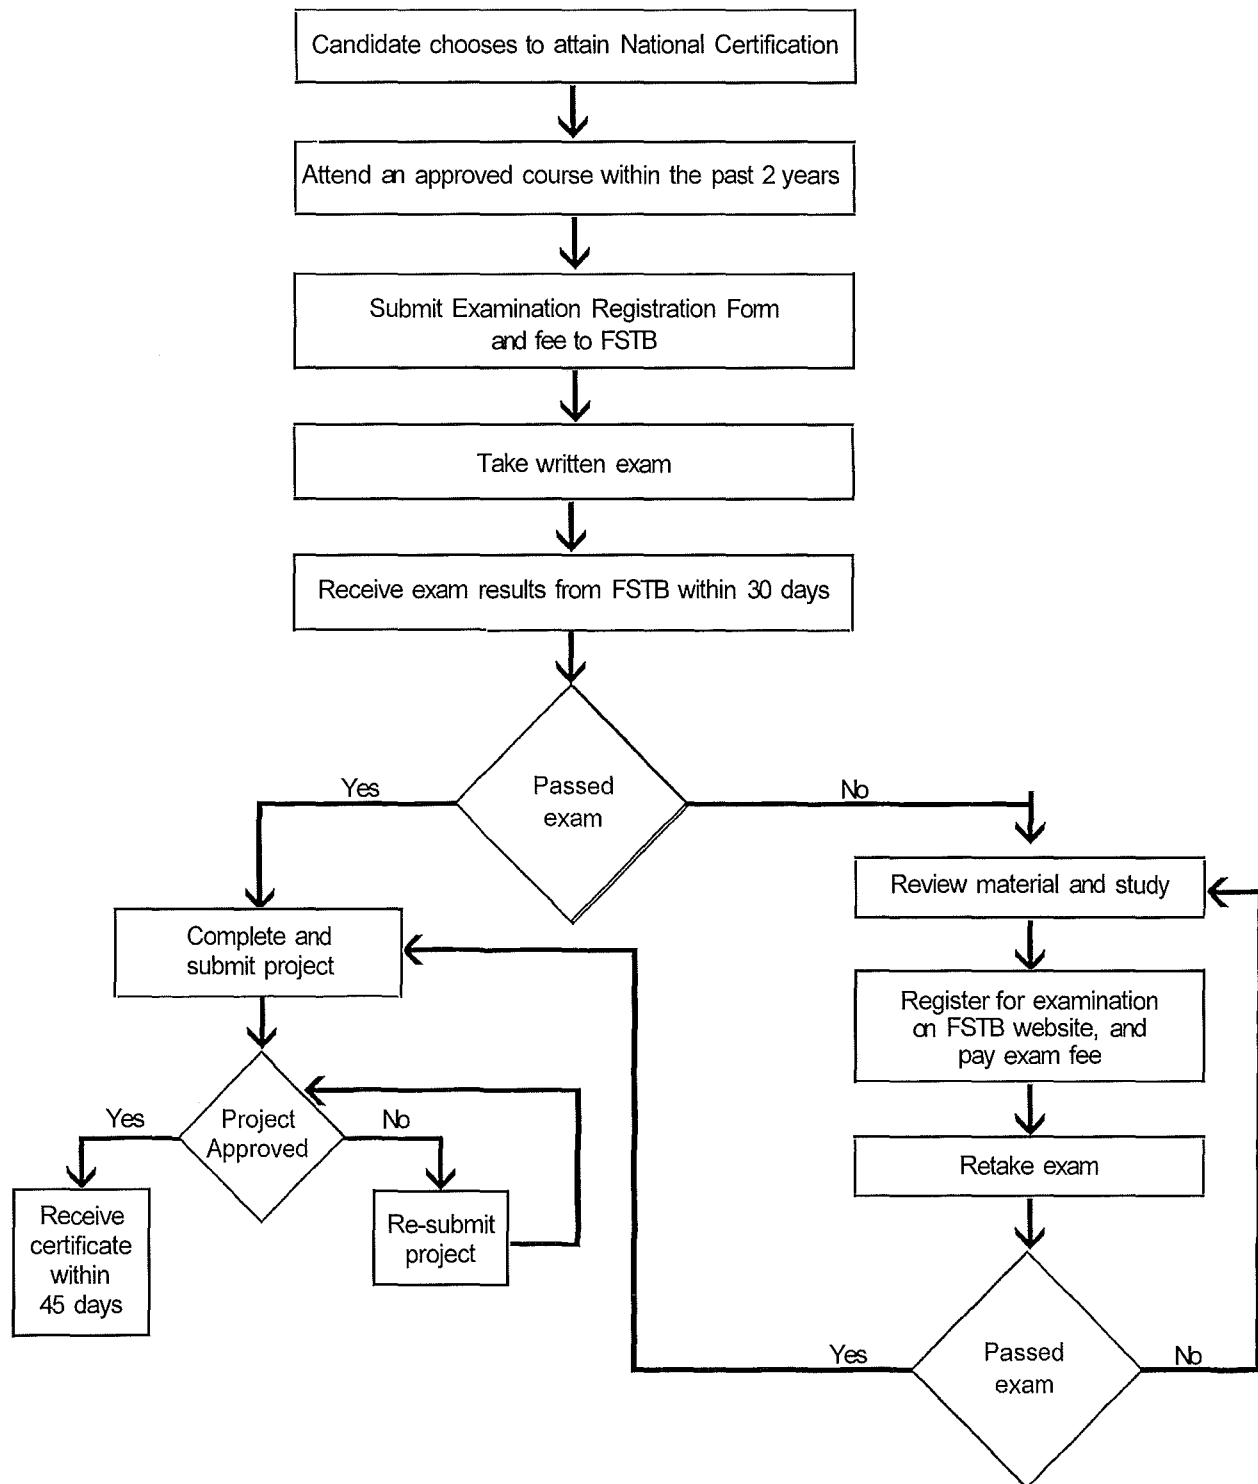 Candidate chooses to attain National Certification
Attend an approved course within the past 2 years
Submit Examination Registration Form
and fee to FSTB
Take written exam
Receive exam results from FSTB within 30 days
Passed
exam
Yes
No
Complete and
submit project
Project
Approved
Yes
No
Receive
certificate
within
45 days
Re-submit
project
Review material and study
Register for examination
on FSTB website, and
pay exam fee
Retake exam
Passed
exam
Yes
No